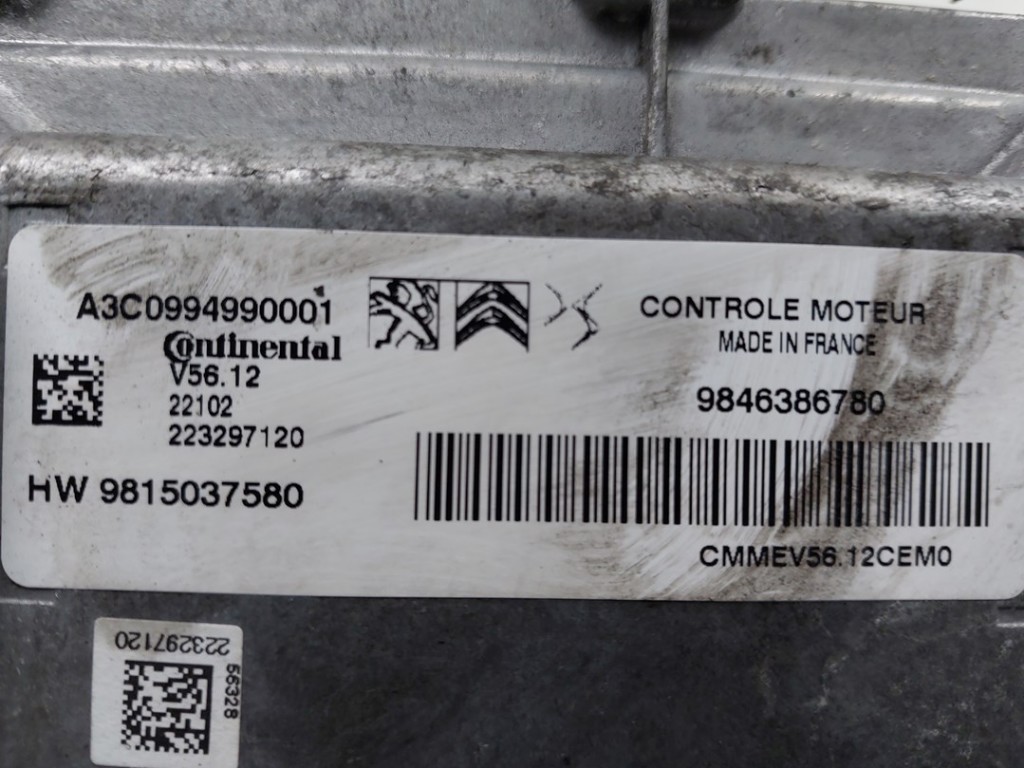 A3C0994990001
Continental
V56.12
22102
223297120
HW 9815037580
CONTROLE MOTEUR
MADE IN FRANCE
9846386780
CMMEV56.12CEM0
223297120
56328